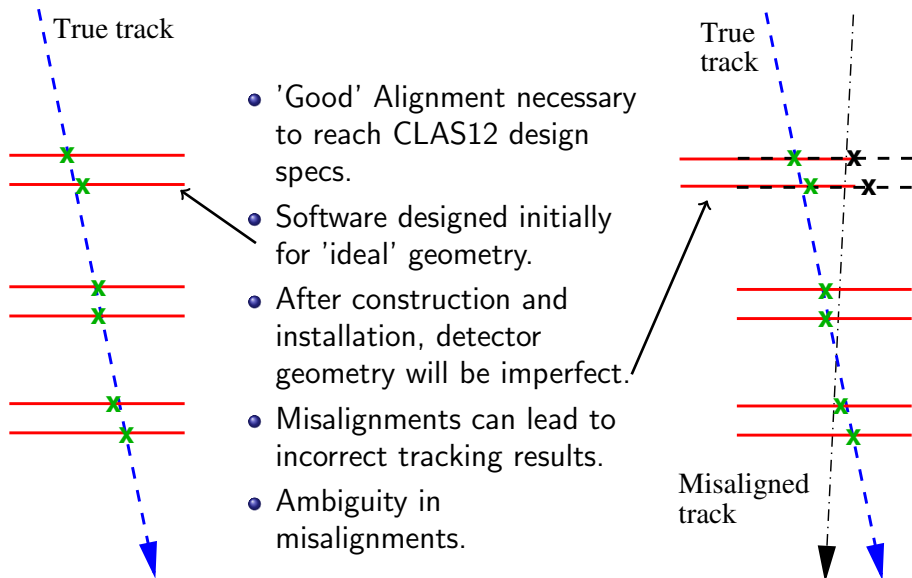 True track
'Good' Alignment necessary
to reach CLAS12 design
specs.
Software designed initially
for 'ideal' geometry.
After construction and
installation, detector
geometry will be imperfect.
Misalignments can lead to
incorrect tracking results.
Ambiguity in
misalignments.
True
track
Misaligned
track